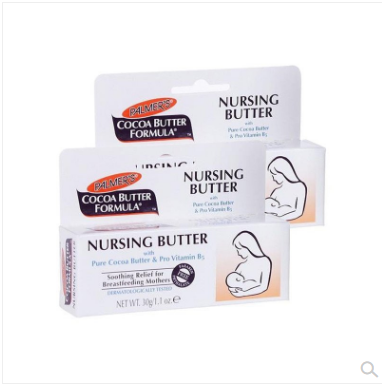 PALMER'S
COCOA BUTTER
FORMULA®
NURSING
BUTTER
with
Pure Cocoa Butter
& Pro Vitamin B5
PALMER'S
COCOA BUTTER
FORMULA®
NURSING
BUTTER
with
Pure Cocoa Butter
& Pro Vitamin B5
NURSING BUTTER
with
Pure Cocoa Butter & Pro Vitamin B5
Soothing Relief for
Breastfeeding Mothers
DERMATOLOGICALLY TESTED
NET WT. 30g/1.1 oz. ℮
NURSING BUTTER